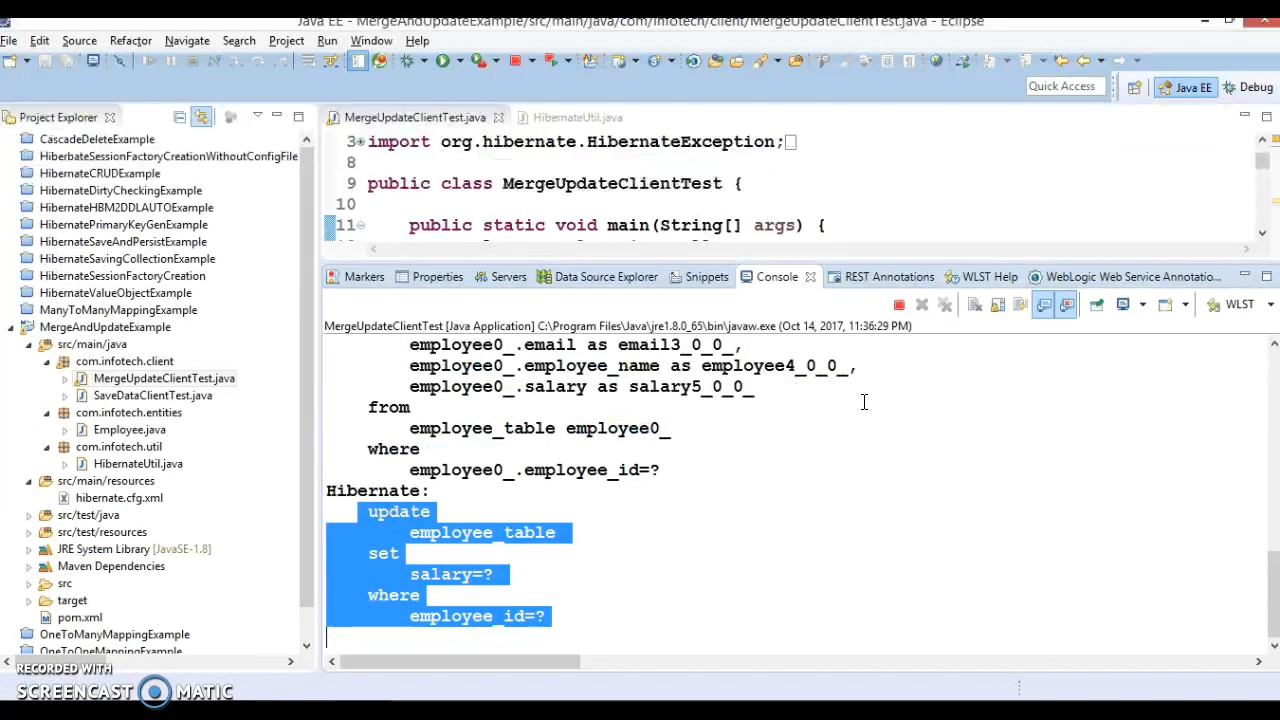 Java EE - MergeAndUpdateExample/src/main/java/com/infotech/client/MergeUpdateClientTest.java - Eclipse
File Edit Source Refactor Navigate Search Project Run Window Help
Quick Access
Java EE
Debug
Project Explorer
CascadeDeleteExample
HiberbateSessionFactoryCreationWithoutConfigFile
HibernateCRUDExample
HibernateDirtyCheckingExample
HibernateHBM2DDLAUTOExample
HibernatePrimaryKeyGenExample
HibernateSaveAndPersistExample
HibernateSavingCollectionExample
HibernateSessionFactoryCreation
HibernateValueObjectExample
ManyToManyMappingExample
MergeAndUpdateExample
src/main/java
com.infotech.client
MergeUpdateClientTest.java
SaveDataClientTest.java
com.infotech.entities
Employee.java
com.infotech.util
HibernateUtil.java
src/main/resources
hibernate.cfg.xml
src/test/java
src/test/resources
JRE System Library [JavaSE-1.8]
Maven Dependencies
src
target
pom.xml
OneToManyMappingExample
OneToOneMappingExample
MergeUpdateClientTest.java
HibernateUtil.java
3 import org.hibernate.HibernateException;
8
9 public class MergeUpdateClientTest {
10
11 public static void main(String[] args) {
Markers Properties Servers Data Source Explorer Snippets Console REST Annotations WLST Help WebLogic Web Service Annotatio...
WLST
MergeUpdateClientTest [Java Application] C:\Program Files\Java\jre1.8.0_65\bin\javaw.exe (Oct 14, 2017, 11:36:29 PM)
employee0_.email as email3_0_0_,
employee0_.employee_name as employee4_0_0_,
employee0_.salary as salary5_0_0_
from
employee_table employee0_
where
employee0_.employee_id=?
Hibernate:
update
employee_table
set
salary=?
where
employee_id=?
RECORDED WITH
SCREENCAST MATIC